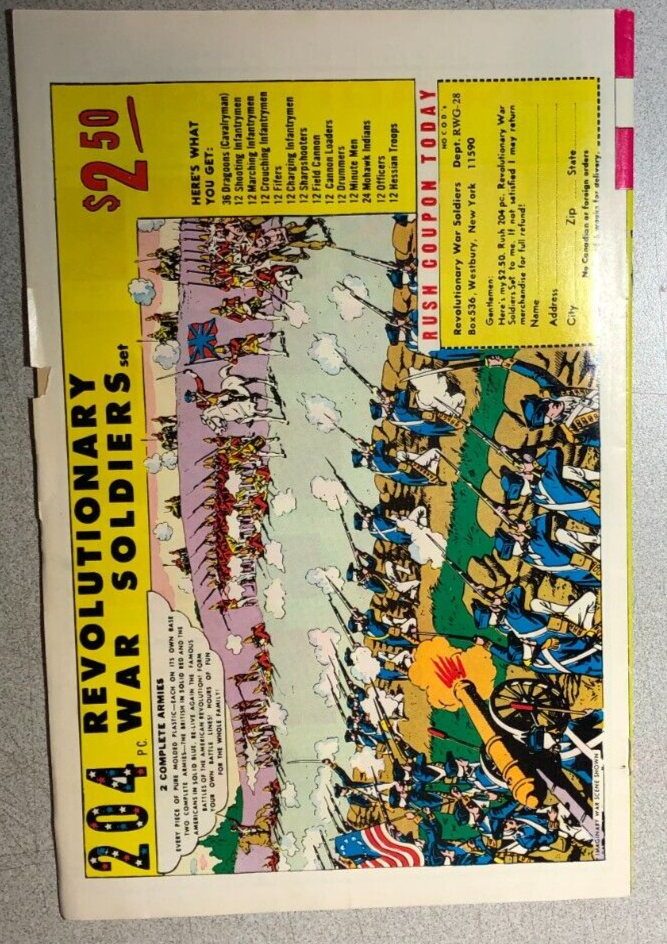 204 PC. REVOLUTIONARY
WAR SOLDIERS set
$2 50
2 COMPLETE ARMIES
EVERY PIECE OF PURE MOLDED PLASTIC—EACH ON ITS OWN BASE
TWO COMPLETE ARMIES—THE BRITISH IN SOLID RED AND THE
AMERICANS IN SOLID BLUE. RE-LIVE AGAIN THE FAMOUS
BATTLES OF THE AMERICAN REVOLUTION! FORM
YOUR OWN BATTLE LINES! HOURS OF FUN
FOR THE WHOLE FAMILY!
HERE'S WHAT
YOU GET:
36 Dragoons (Cavalryman)
12 Shooting Infantrymen
12 Marching Infantrymen
12 Crouching Infantrymen
12 Fifers
12 Charging Infantrymen
12 Sharpshooters
12 Field Cannon
12 Cannon Loaders
12 Drummers
12 Minute Men
24 Mohawk Indians
12 Officers
12 Hessian Troops
RUSH COUPON TODAY
NO COD's
Revolutionary War Soldiers Dept. RWG-28
Box 536, Westbury, New York 11590
Gentlemen:
Here's my $2.50. Rush 204 pc. Revolutionary War
Soldiers Set to me. If not satisfied I may return
merchandise for full refund!
Name
Address
City Zip State
No Canadian or foreign orders
weeks for delivery.
IMAGINARY WAR SCENE SHOWN